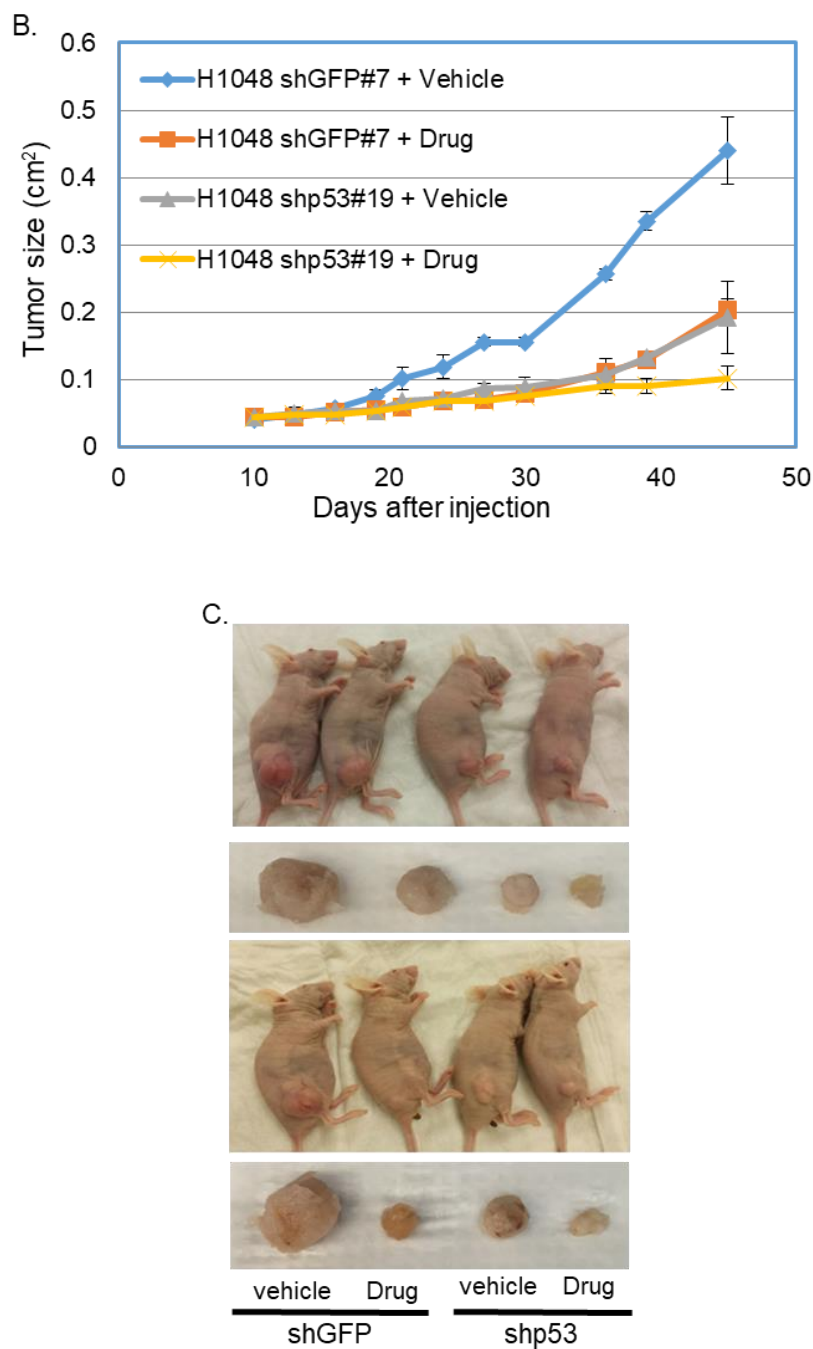 B.
0.6
0.5
0.4
0.3
0.2
0.1
0
Tumor size (cm²)
H1048 shGFP#7 + Vehicle
H1048 shGFP#7 + Drug
H1048 shp53#19 + Vehicle
H1048 shp53#19 + Drug
0 10 20 30 40 50
Days after injection
C.
vehicle Drug vehicle Drug
shGFP shp53